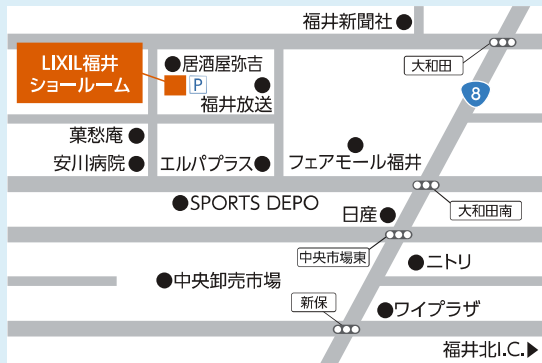 福井新聞社
大和田
LIXIL福井
ショールーム
居酒屋弥吉
P
福井放送
8
菓愁庵
安川病院
エルパプラス
フェアモール福井
SPORTS DEPO
日産
大和田南
中央市場東
ニトリ
中央卸売市場
新保
ワイプラザ
福井北I.C.▶